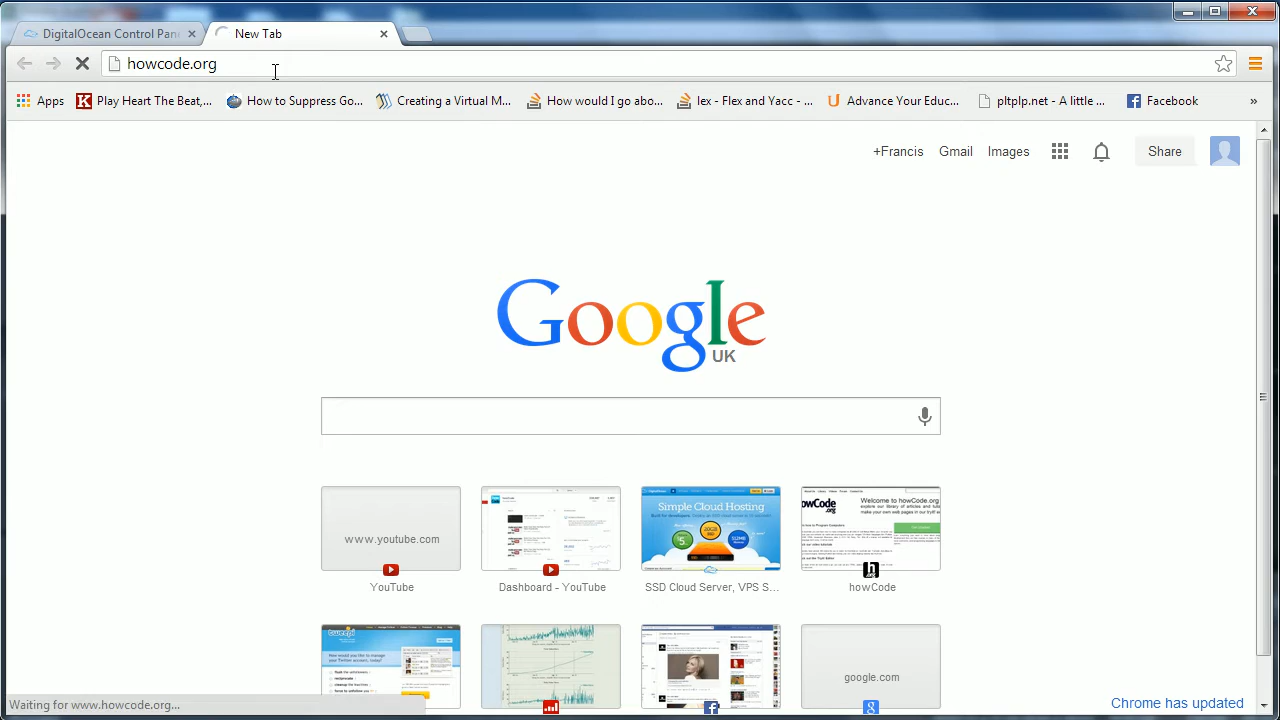 DigitalOcean Control Pan
New Tab
howcode.org
Apps
Play Heart The Beat,...
How to Suppress Go...
Creating a Virtual M...
How would I go abo...
lex - Flex and Yacc - ...
Advance Your Educ...
pltplp.net - A little ...
Facebook
»
+Francis
Gmail
Images
Share
Google
UK
www.youtube.com
Simple Cloud Hosting
Welcome to howCode.org
YouTube
Dashboard - YouTube
SSD Cloud Server, VPS S...
howCode
google.com
Chrome has updated